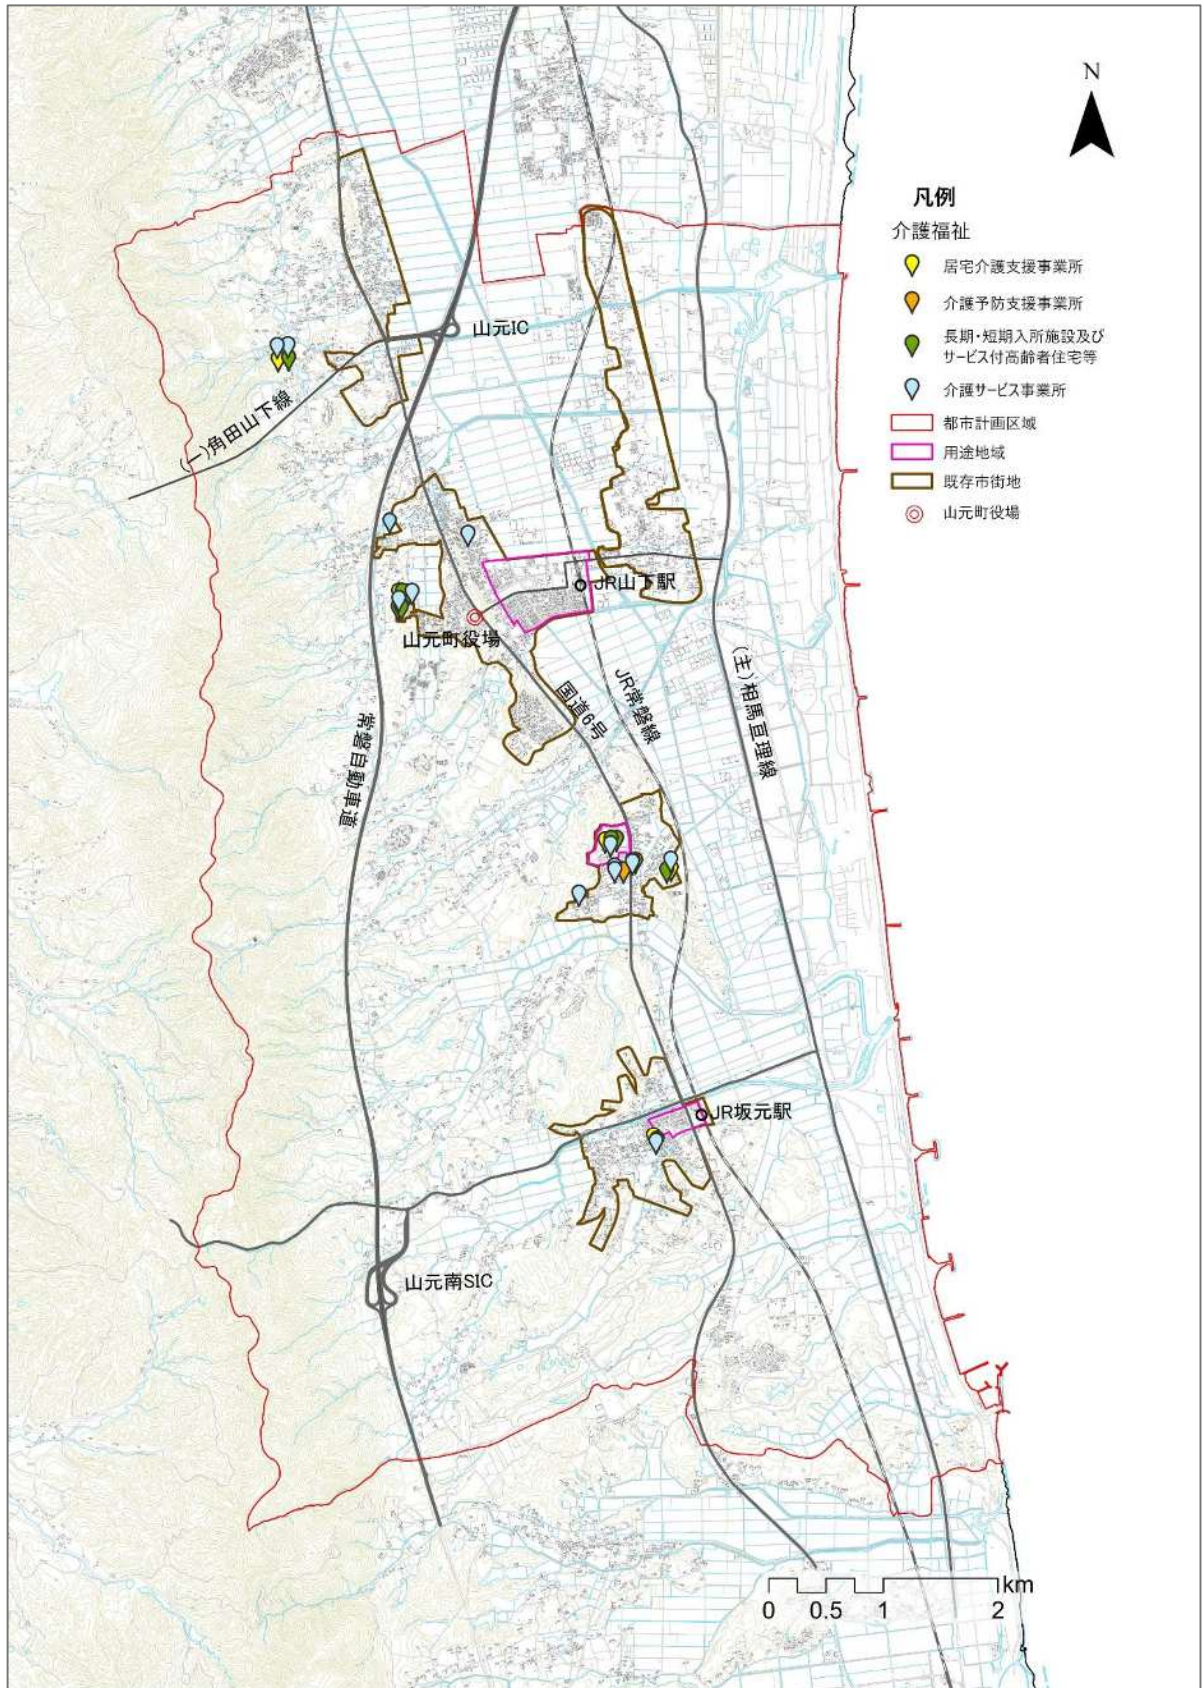 N
凡例
介護福祉
居宅介護支援事業所
介護予防支援事業所
長期・短期入所施設及び
サービス付高齢者住宅等
介護サービス事業所
都市計画区域
用途地域
既存市街地
山元町役場
山元IC
(一)角田山下線
JR山下駅
山元町役場
国道6号
JR常磐線
(主)相馬亘理線
常磐自動車道
JR坂元駅
山元南SIC
km
0 0.5 1 2